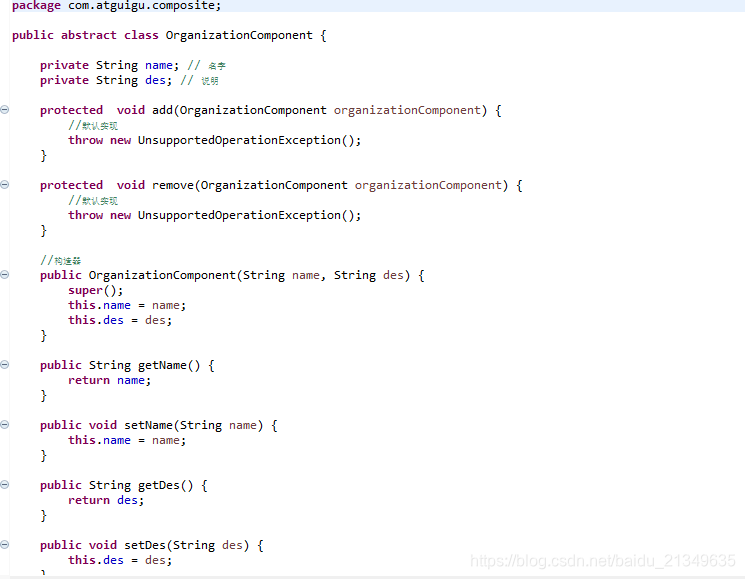 package com.atguigu.composite;
public abstract class OrganizationComponent {
private String name; // 名字
private String des; // 说明
protected  void add(OrganizationComponent organizationComponent) {
//默认实现
throw new UnsupportedOperationException();
}
protected  void remove(OrganizationComponent organizationComponent) {
//默认实现
throw new UnsupportedOperationException();
}
//构造器
public OrganizationComponent(String name, String des) {
super();
this.name = name;
this.des = des;
}
public String getName() {
return name;
}
public void setName(String name) {
this.name = name;
}
public String getDes() {
return des;
}
public void setDes(String des) {
this.des = des;
}
https://blog.csdn.net/baidu_21349635